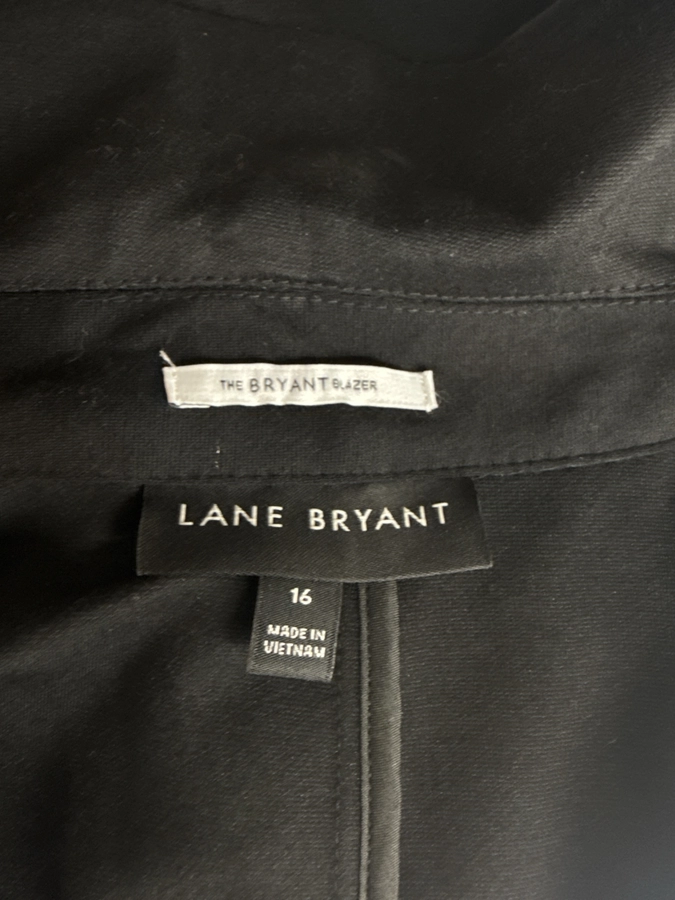 THE BRYANT BLAZER
LANE BRYANT
16
MADE IN
VIETNAM